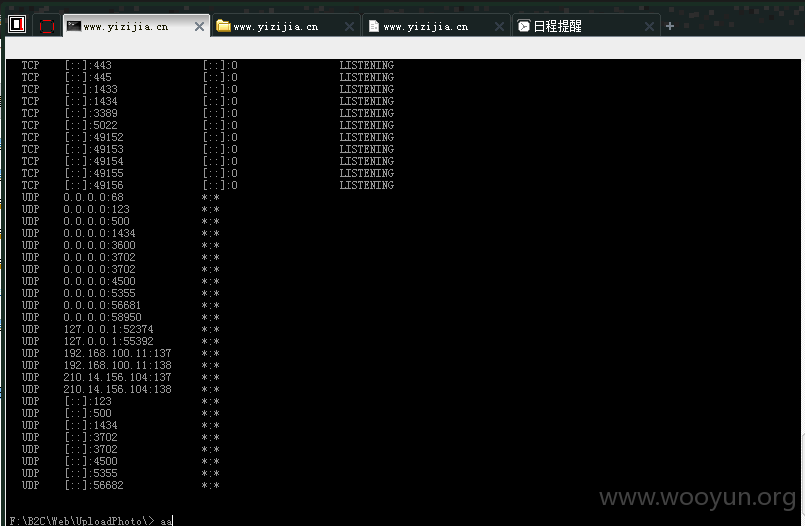 www.yizijia.cn www.yizijia.cn www.yizijia.cn 日程提醒
TCP [::]:443 [::]:0 LISTENING
TCP [::]:445 [::]:0 LISTENING
TCP [::]:1433 [::]:0 LISTENING
TCP [::]:1434 [::]:0 LISTENING
TCP [::]:3389 [::]:0 LISTENING
TCP [::]:5022 [::]:0 LISTENING
TCP [::]:49152 [::]:0 LISTENING
TCP [::]:49153 [::]:0 LISTENING
TCP [::]:49154 [::]:0 LISTENING
TCP [::]:49155 [::]:0 LISTENING
TCP [::]:49156 [::]:0 LISTENING
UDP 0.0.0.0:68 *:*
UDP 0.0.0.0:123 *:*
UDP 0.0.0.0:500 *:*
UDP 0.0.0.0:1434 *:*
UDP 0.0.0.0:3600 *:*
UDP 0.0.0.0:3702 *:*
UDP 0.0.0.0:3702 *:*
UDP 0.0.0.0:4500 *:*
UDP 0.0.0.0:5355 *:*
UDP 0.0.0.0:56681 *:*
UDP 0.0.0.0:58950 *:*
UDP 127.0.0.1:52374 *:*
UDP 127.0.0.1:55392 *:*
UDP 192.168.100.11:137 *:*
UDP 192.168.100.11:138 *:*
UDP 210.14.156.104:137 *:*
UDP 210.14.156.104:138 *:*
UDP [::]:123 *:*
UDP [::]:500 *:*
UDP [::]:1434 *:*
UDP [::]:3702 *:*
UDP [::]:3702 *:*
UDP [::]:4500 *:*
UDP [::]:5355 *:*
UDP [::]:56682 *:*
www.wooyun.org
F:\B2C\Web\UploadPhoto\> aa